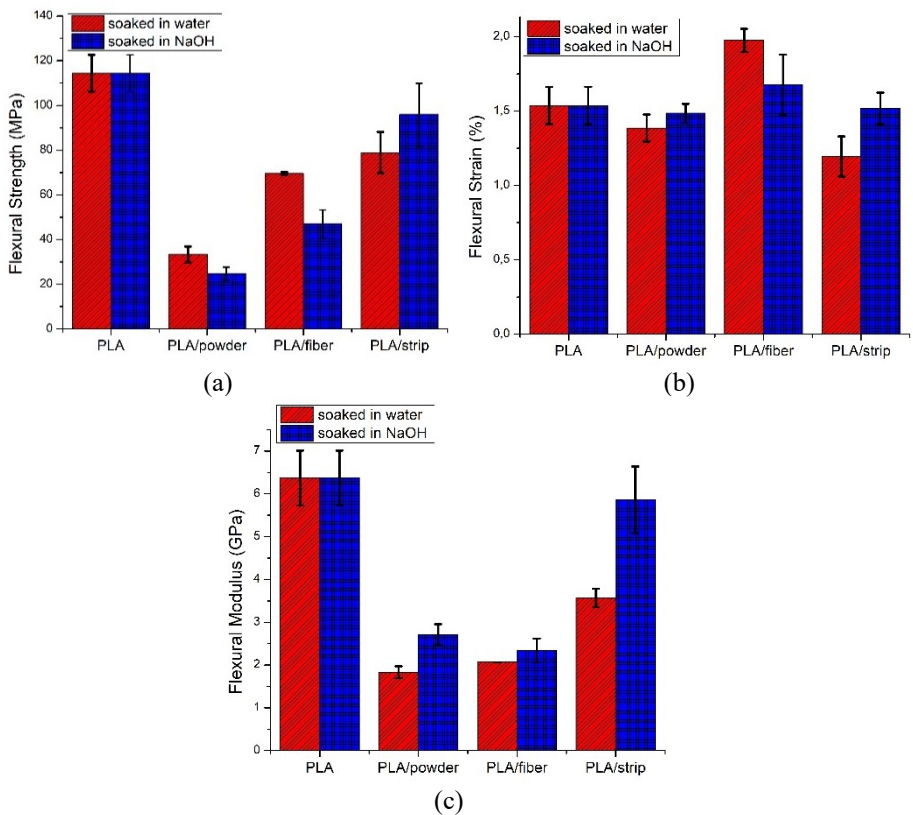 soaked in water
soaked in NaOH
Flexural Strength (MPa)
140
120
100
80
60
40
20
0
PLA
PLA/powder
PLA/fiber
PLA/strip
(a)
soaked in water
soaked in NaOH
Flexural Strain (%)
2,0
1,5
1,0
0,5
0,0
PLA
PLA/powder
PLA/fiber
PLA/strip
(b)
soaked in water
soaked in NaOH
Flexural Modulus (GPa)
7
6
5
4
3
2
1
0
PLA
PLA/powder
PLA/fiber
PLA/strip
(c)